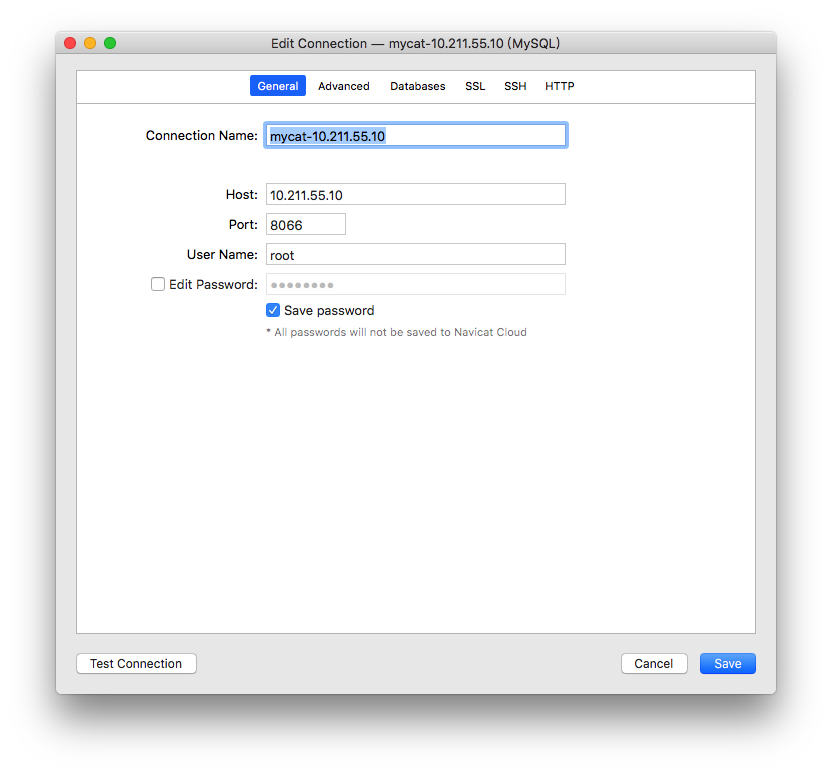 Edit Connection — mycat-10.211.55.10 (MySQL)
General Advanced Databases SSL SSH HTTP
Connection Name: mycat-10.211.55.10
Host: 10.211.55.10
Port: 8066
User Name: root
Edit Password: ●●●●●●●●
Save password
* All passwords will not be saved to Navicat Cloud
Test Connection Cancel Save